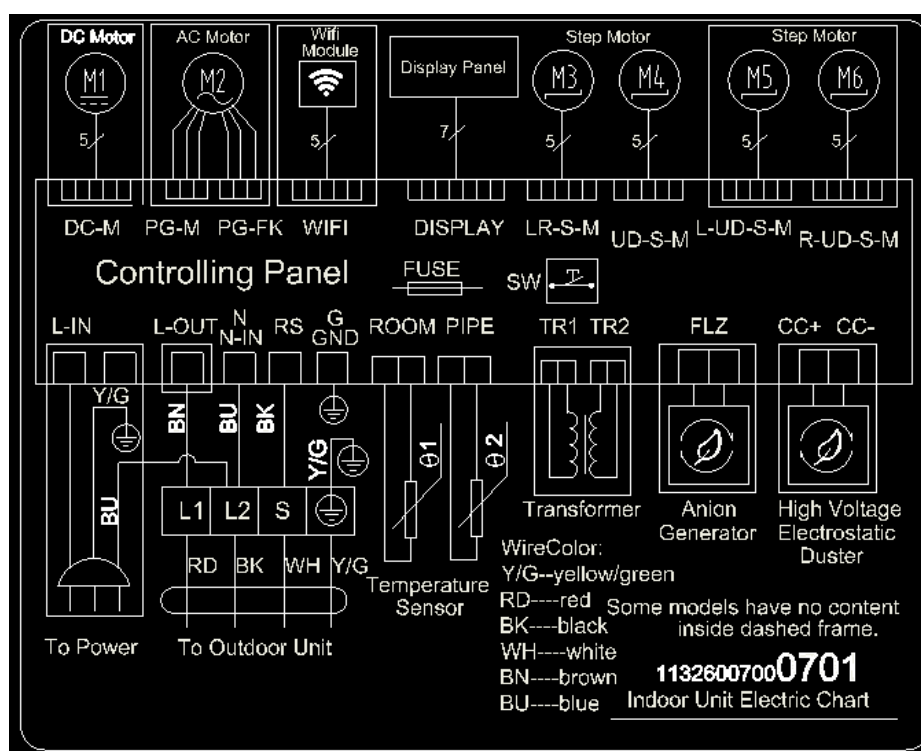 DC Motor
AC Motor
Wifi
Module
Step Motor
Step Motor
M1
M2
Display Panel
M3
M4
M5
M6
5
5
7
5
5
5
5
DC-M
PG-M
PG-FK
WIFI
DISPLAY
LR-S-M
UD-S-M
L-UD-S-M
R-UD-S-M
Controlling Panel
FUSE
SW
L-IN
L-OUT
N
N-IN
RS
G
GND
ROOM
PIPE
TR1
TR2
FLZ
CC+
CC-
Y/G
BN
BU
BK
Y/G
θ1
θ2
BU
L1
L2
S
RD
BK
WH
Y/G
Temperature
Sensor
Transformer
Anion
Generator
High Voltage
Electrostatic
Duster
To Power
To Outdoor Unit
WireColor:
Y/G--yellow/green
RD----red
BK----black
WH----white
BN----brown
BU----blue
Some models have no content
inside dashed frame.
11326007000701
Indoor Unit Electric Chart